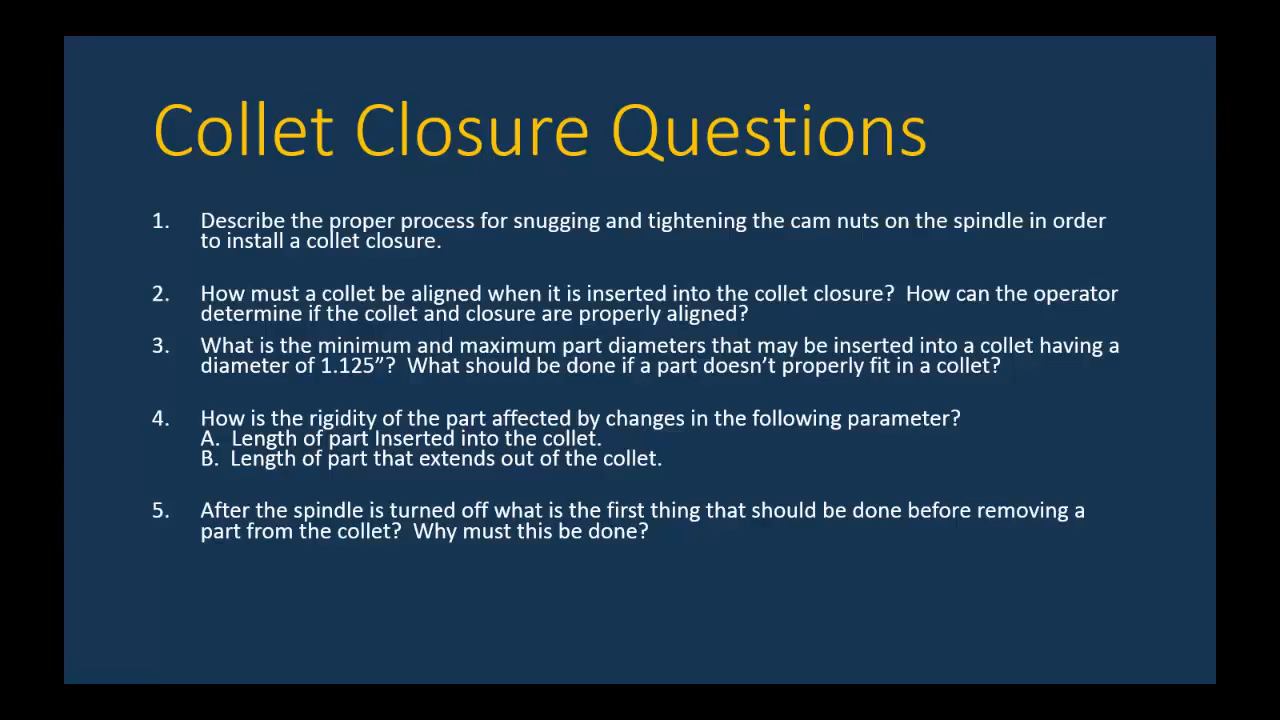 Collet Closure Questions
1. Describe the proper process for snugging and tightening the cam nuts on the spindle in order
to install a collet closure.
2. How must a collet be aligned when it is inserted into the collet closure?  How can the operator
determine if the collet and closure are properly aligned?
3. What is the minimum and maximum part diameters that may be inserted into a collet having a
diameter of 1.125”?  What should be done if a part doesn’t properly fit in a collet?
4. How is the rigidity of the part affected by changes in the following parameter?
A.  Length of part Inserted into the collet.
B.  Length of part that extends out of the collet.
5. After the spindle is turned off what is the first thing that should be done before removing a
part from the collet?  Why must this be done?